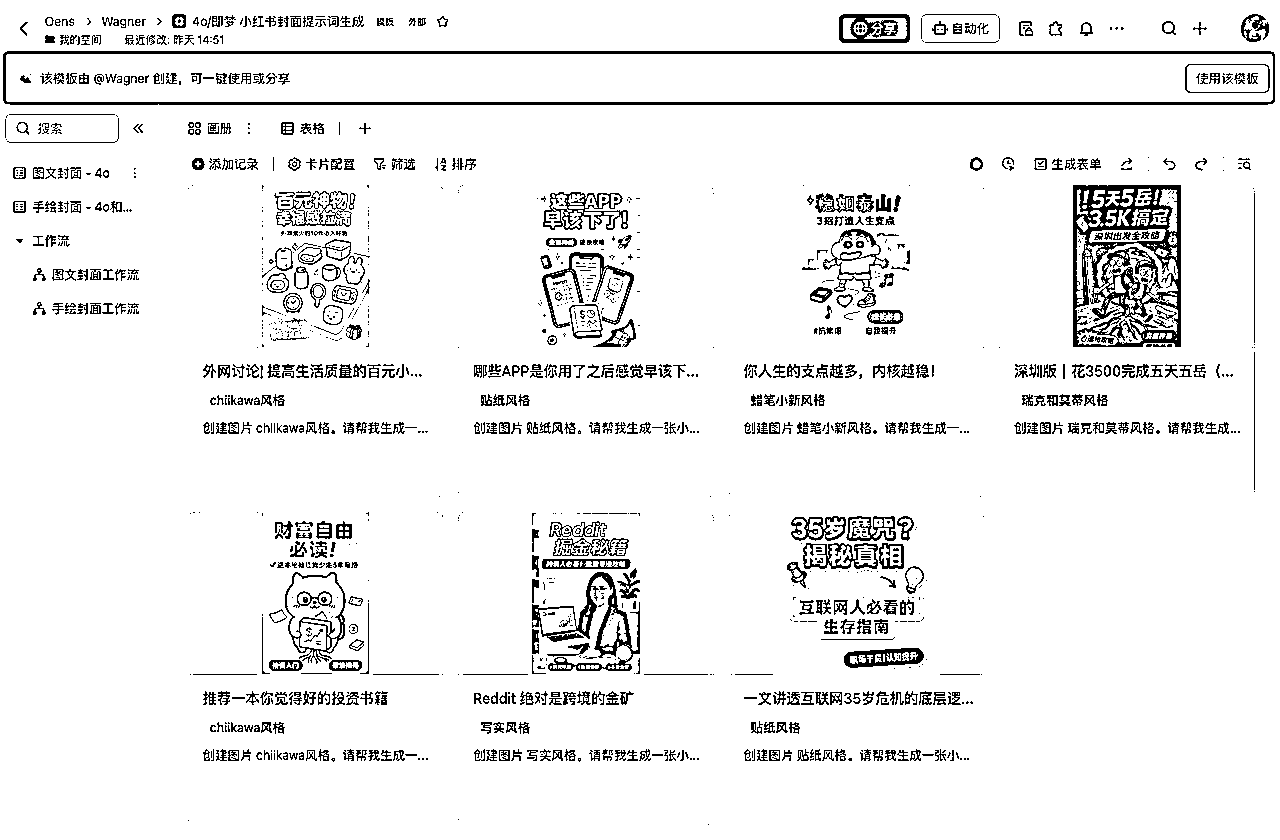 Oens > Wagner > 4o/即梦 小红书封面提示词生成 模板 外部
我的空间 最近修改: 昨天 14:51
分享
自动化
该模板由 @Wagner 创建，可一键使用或分享
使用该模板
搜索
画册
表格
添加记录
卡片配置
筛选
排序
生成表单
图文封面 - 4o
手绘封面 - 4o和...
工作流
图文封面工作流
手绘封面工作流
百元神物！
幸福感拉满
这些APP
早该下了！
稳如泰山！
3招打造人生支点
自我提升
5天5岳！
3.5K搞定
深圳出发全攻略
外网讨论| 提高生活质量的百元小...
chiikawa风格
创建图片 chiikawa风格。请帮我生成一...
哪些APP是你用了之后感觉早该下...
贴纸风格
创建图片 贴纸风格。请帮我生成一张小...
你人生的支点越多，内核越稳！
蜡笔小新风格
创建图片 蜡笔小新风格。请帮我生成一...
深圳版｜花3500完成五天五岳（...
瑞克和莫蒂风格
创建图片 瑞克和莫蒂风格。请帮我生成...
财富自由
必读！
Reddit
掘金秘籍
35岁魔咒？
揭秘真相
互联网人必看的
生存指南
职场干货|认知提升
推荐一本你觉得好的投资书籍
chiikawa风格
创建图片 chiikawa风格。请帮我生成一...
Reddit 绝对是跨境的金矿
写实风格
创建图片 写实风格。请帮我生成一张小...
一文讲透互联网35岁危机的底层逻...
贴纸风格
创建图片 贴纸风格。请帮我生成一张小...